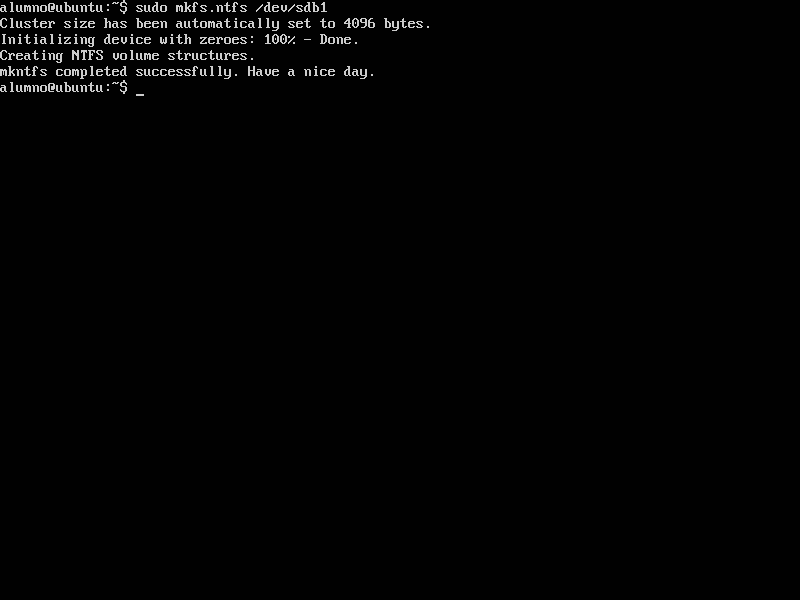 alumno@ubuntu:~$ sudo mkfs.ntfs /dev/sdb1
Cluster size has been automatically set to 4096 bytes.
Initializing device with zeroes: 100% - Done.
Creating NTFS volume structures.
mkntfs completed successfully. Have a nice day.
alumno@ubuntu:~$ _